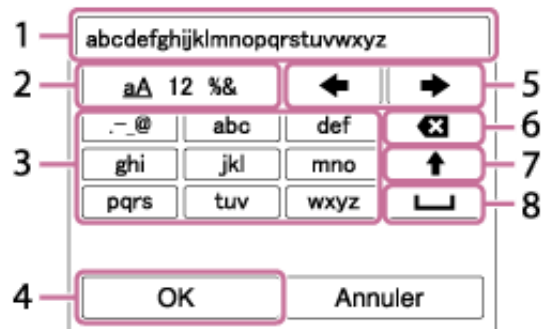 1 abcdefghijklmnopqrstuvwxyz
2 aA 12 %& 5
.-_@ abc def 6
3 ghi jkl mno 7
pqrs tuv wxyz 8
4 OK Annuler